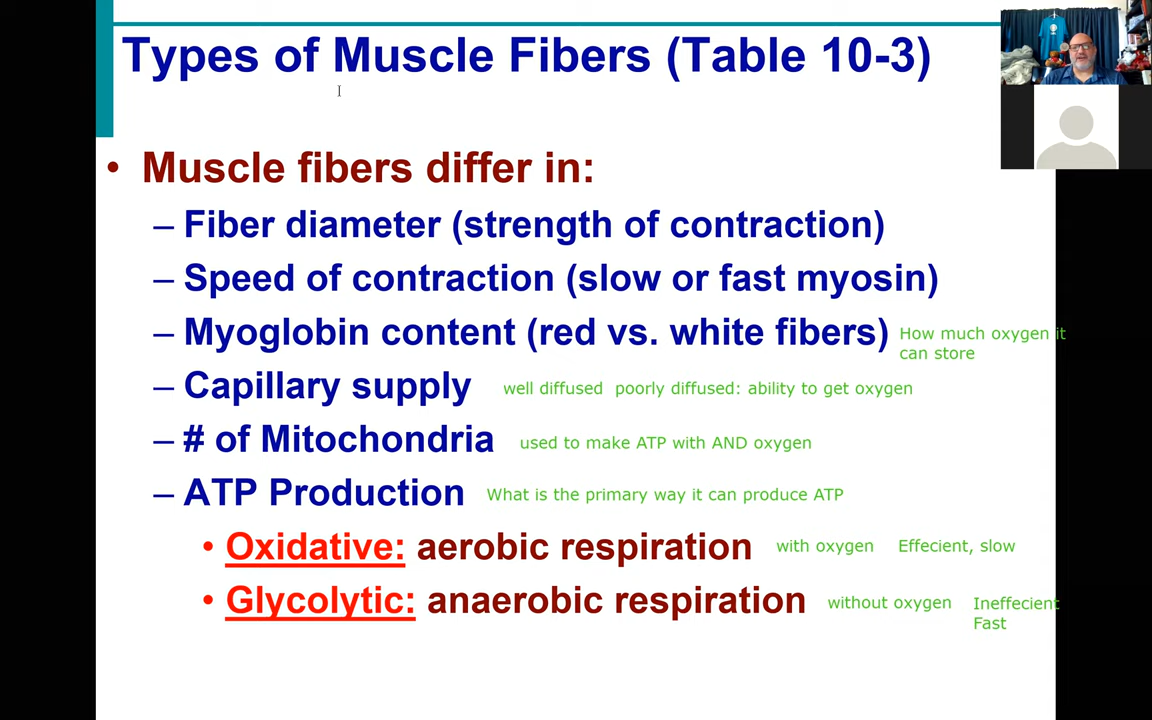 Types of Muscle Fibers (Table 10-3)
• Muscle fibers differ in:
– Fiber diameter (strength of contraction)
– Speed of contraction (slow or fast myosin)
– Myoglobin content (red vs. white fibers) How much oxygen it
can store
– Capillary supply well diffused poorly diffused: ability to get oxygen
– # of Mitochondria used to make ATP with AND oxygen
– ATP Production What is the primary way it can produce ATP
• Oxidative: aerobic respiration with oxygen Effecient, slow
• Glycolytic: anaerobic respiration without oxygen Ineffecient
Fast